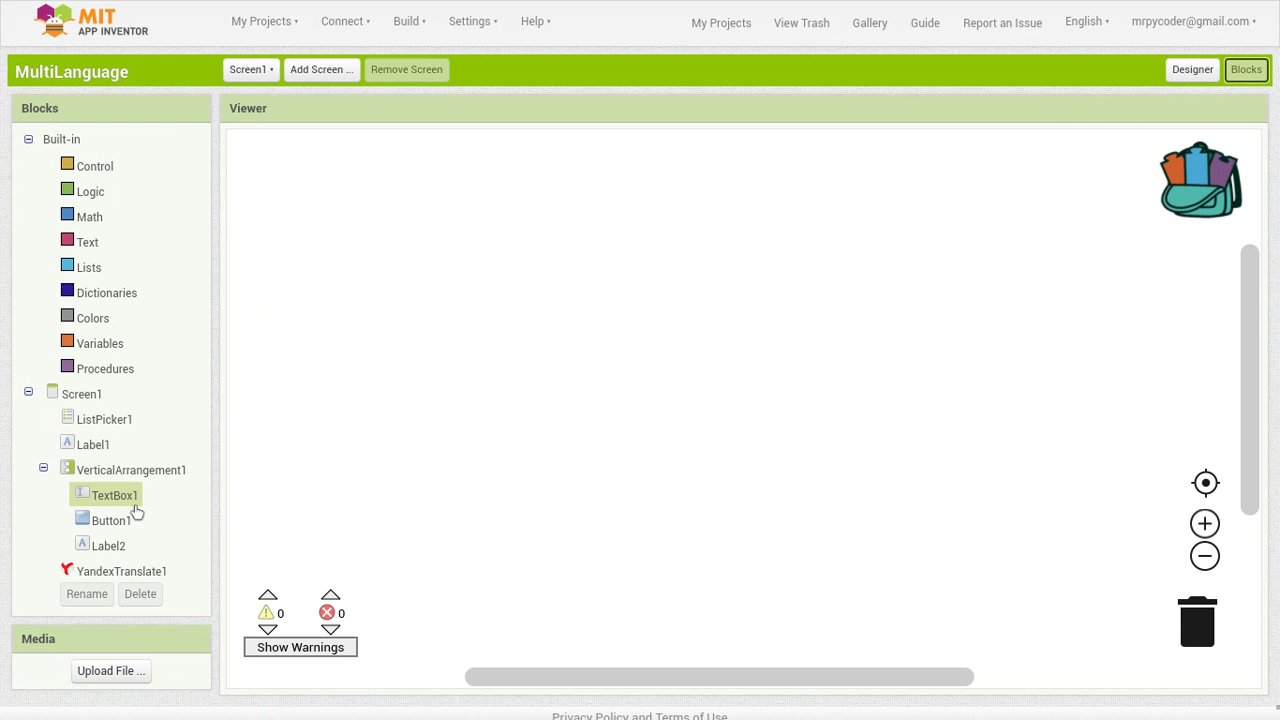 MIT
APP INVENTOR
My Projects
Connect
Build
Settings
Help
My Projects
View Trash
Gallery
Guide
Report an Issue
English
mrpycoder@gmail.com
MultiLanguage
Screen1
Add Screen ...
Remove Screen
Designer
Blocks
Blocks
Viewer
Built-in
Control
Logic
Math
Text
Lists
Dictionaries
Colors
Variables
Procedures
Screen1
ListPicker1
Label1
VerticalArrangement1
TextBox1
Button1
Label2
YandexTranslate1
Rename
Delete
0
0
Show Warnings
Media
Upload File ...
Privacy Policy and Terms of Use